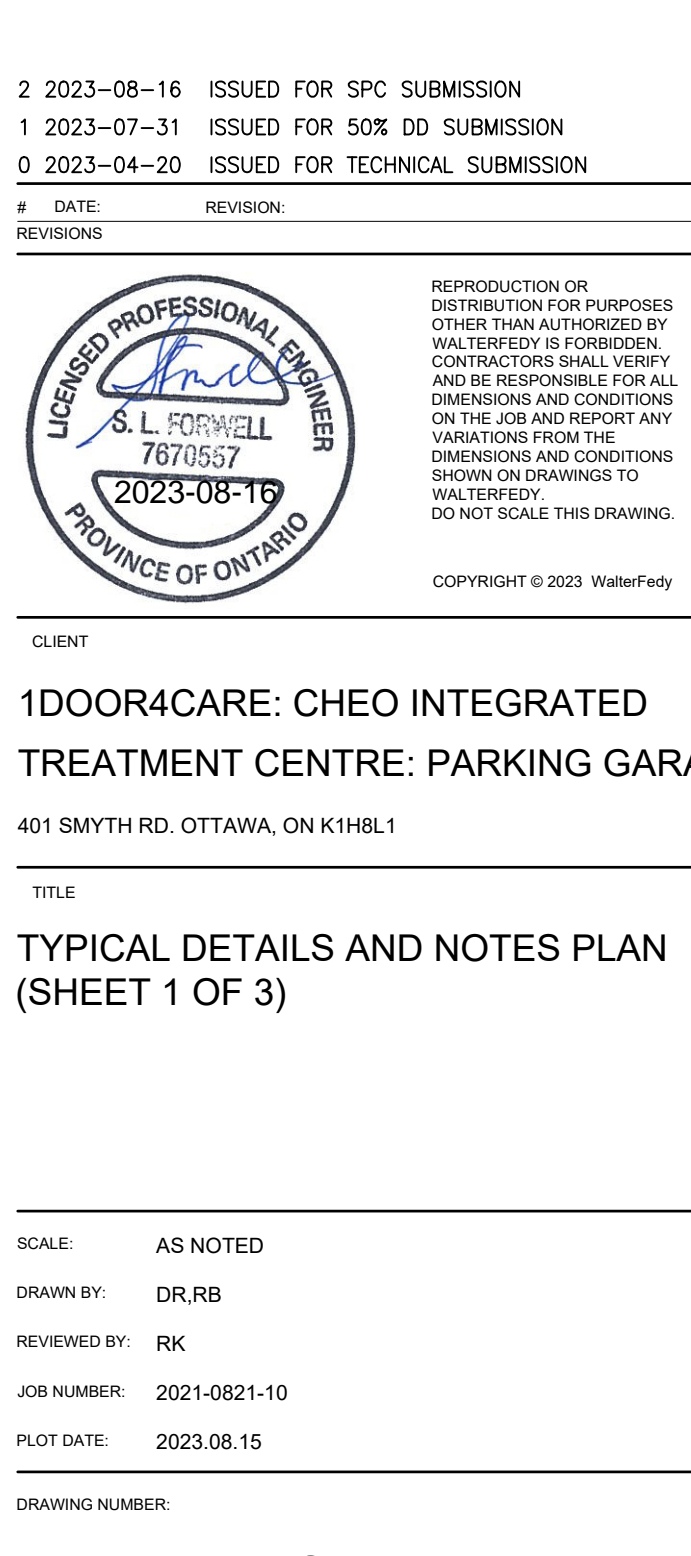 2 2023-08-16 ISSUED FOR SPC SUBMISSION
1 2023-07-31 ISSUED FOR 50% DD SUBMISSION
0 2023-04-20 ISSUED FOR TECHNICAL SUBMISSION
# DATE: REVISION:
REVISIONS
LICENSED PROFESSIONAL ENGINEER
S. L. FORWELL
7670557
2023-08-16
PROVINCE OF ONTARIO
REPRODUCTION OR
DISTRIBUTION FOR PURPOSES
OTHER THAN AUTHORIZED BY
WALTERFEDY IS FORBIDDEN.
CONTRACTORS SHALL VERIFY
AND BE RESPONSIBLE FOR ALL
DIMENSIONS AND CONDITIONS
ON THE JOB AND REPORT ANY
VARIATIONS FROM THE
DIMENSIONS AND CONDITIONS
SHOWN ON DRAWINGS TO
WALTERFEDY.
DO NOT SCALE THIS DRAWING.
COPYRIGHT © 2023 WalterFedy
CLIENT
1DOOR4CARE: CHEO INTEGRATED
TREATMENT CENTRE: PARKING GARA
401 SMYTH RD. OTTAWA, ON K1H8L1
TITLE
TYPICAL DETAILS AND NOTES PLAN
(SHEET 1 OF 3)
SCALE: AS NOTED
DRAWN BY: DR,RB
REVIEWED BY: RK
JOB NUMBER: 2021-0821-10
PLOT DATE: 2023.08.15
DRAWING NUMBER: